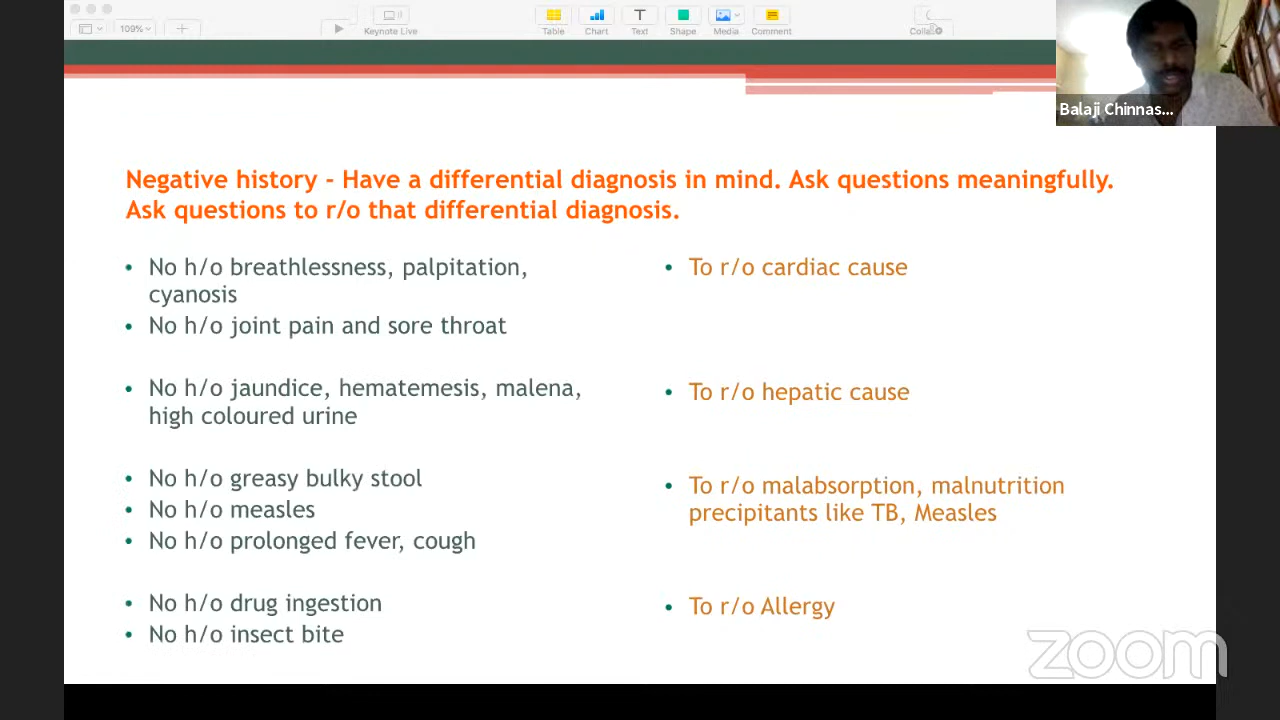 109%
Keynote Live
Table
Chart
Text
Shape
Media
Comment
Balaji Chinnas...
Negative history - Have a differential diagnosis in mind. Ask questions meaningfully.
Ask questions to r/o that differential diagnosis.
• No h/o breathlessness, palpitation,
cyanosis
• No h/o joint pain and sore throat
• No h/o jaundice, hematemesis, malena,
high coloured urine
• No h/o greasy bulky stool
• No h/o measles
• No h/o prolonged fever, cough
• No h/o drug ingestion
• No h/o insect bite
• To r/o cardiac cause
• To r/o hepatic cause
• To r/o malabsorption, malnutrition
precipitants like TB, Measles
• To r/o Allergy
zoom